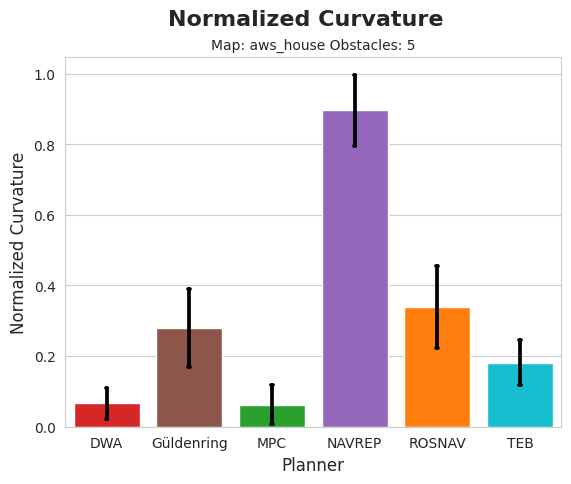 Normalized Curvature
Map: aws_house Obstacles: 5
Normalized Curvature
1.0
0.8
0.6
0.4
0.2
0.0
DWA Güldenring MPC NAVREP ROSNAV TEB
Planner